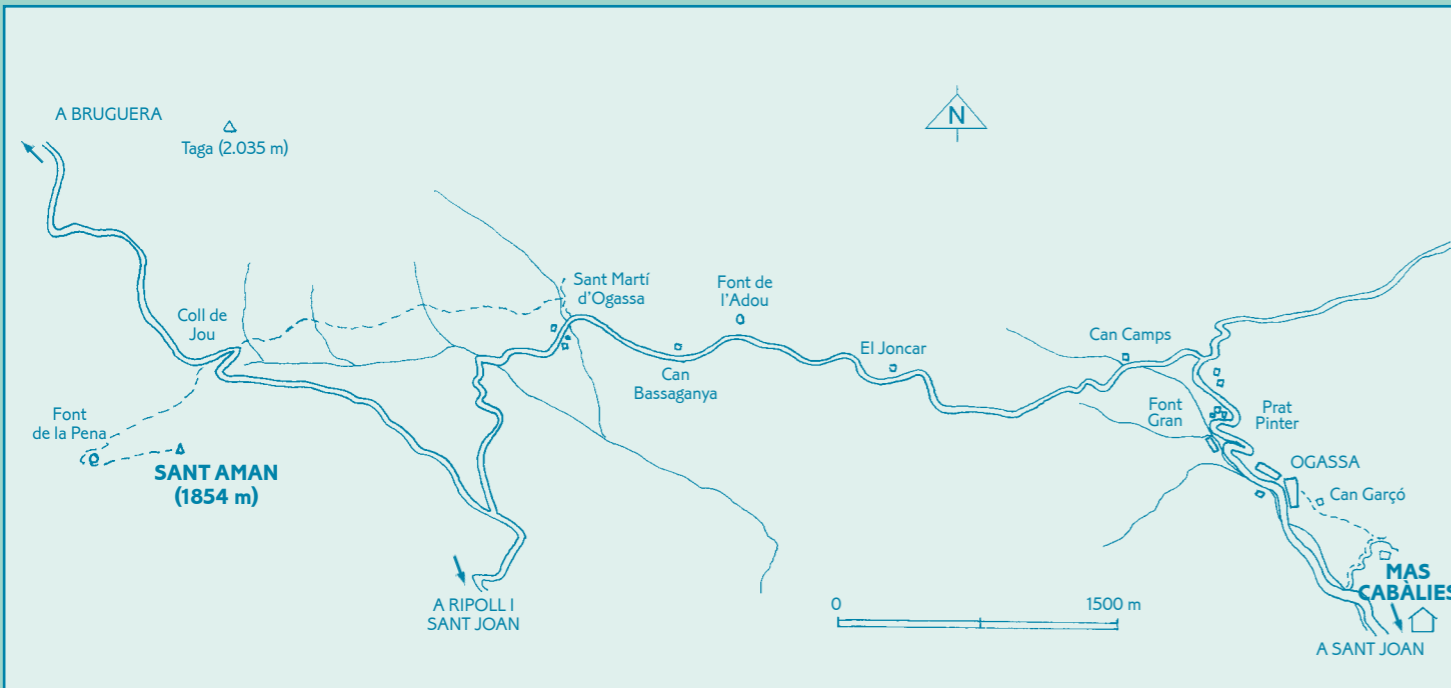 A BRUGUERA
Taga (2.035 m)
N
Coll de
Jou
Sant Martí
d'Ogassa
Font de
l'Adou
Can Camps
El Joncar
Can
Bassaganya
Font
de la Pena
SANT AMAN
(1854 m)
Font
Gran
Prat
Pinter
OGASSA
Can Garçó
MAS
CABÀLIES
A RIPOLL I
SANT JOAN
0
1500 m
A SANT JOAN